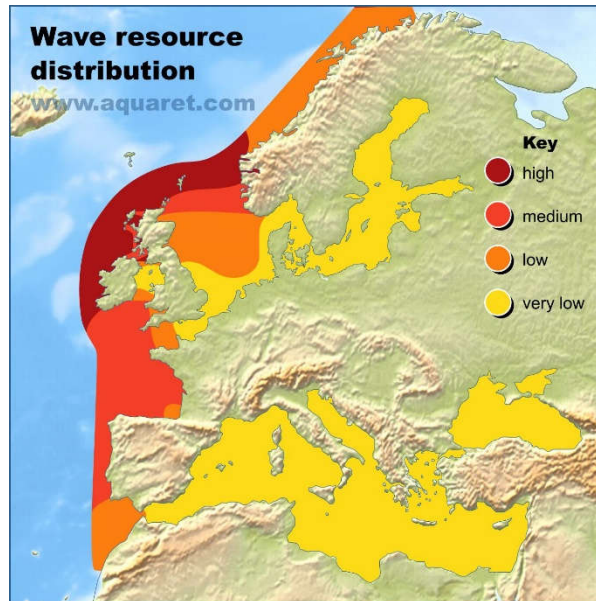 Wave resource
distribution
www.aquaret.com
Key
high
medium
low
very low